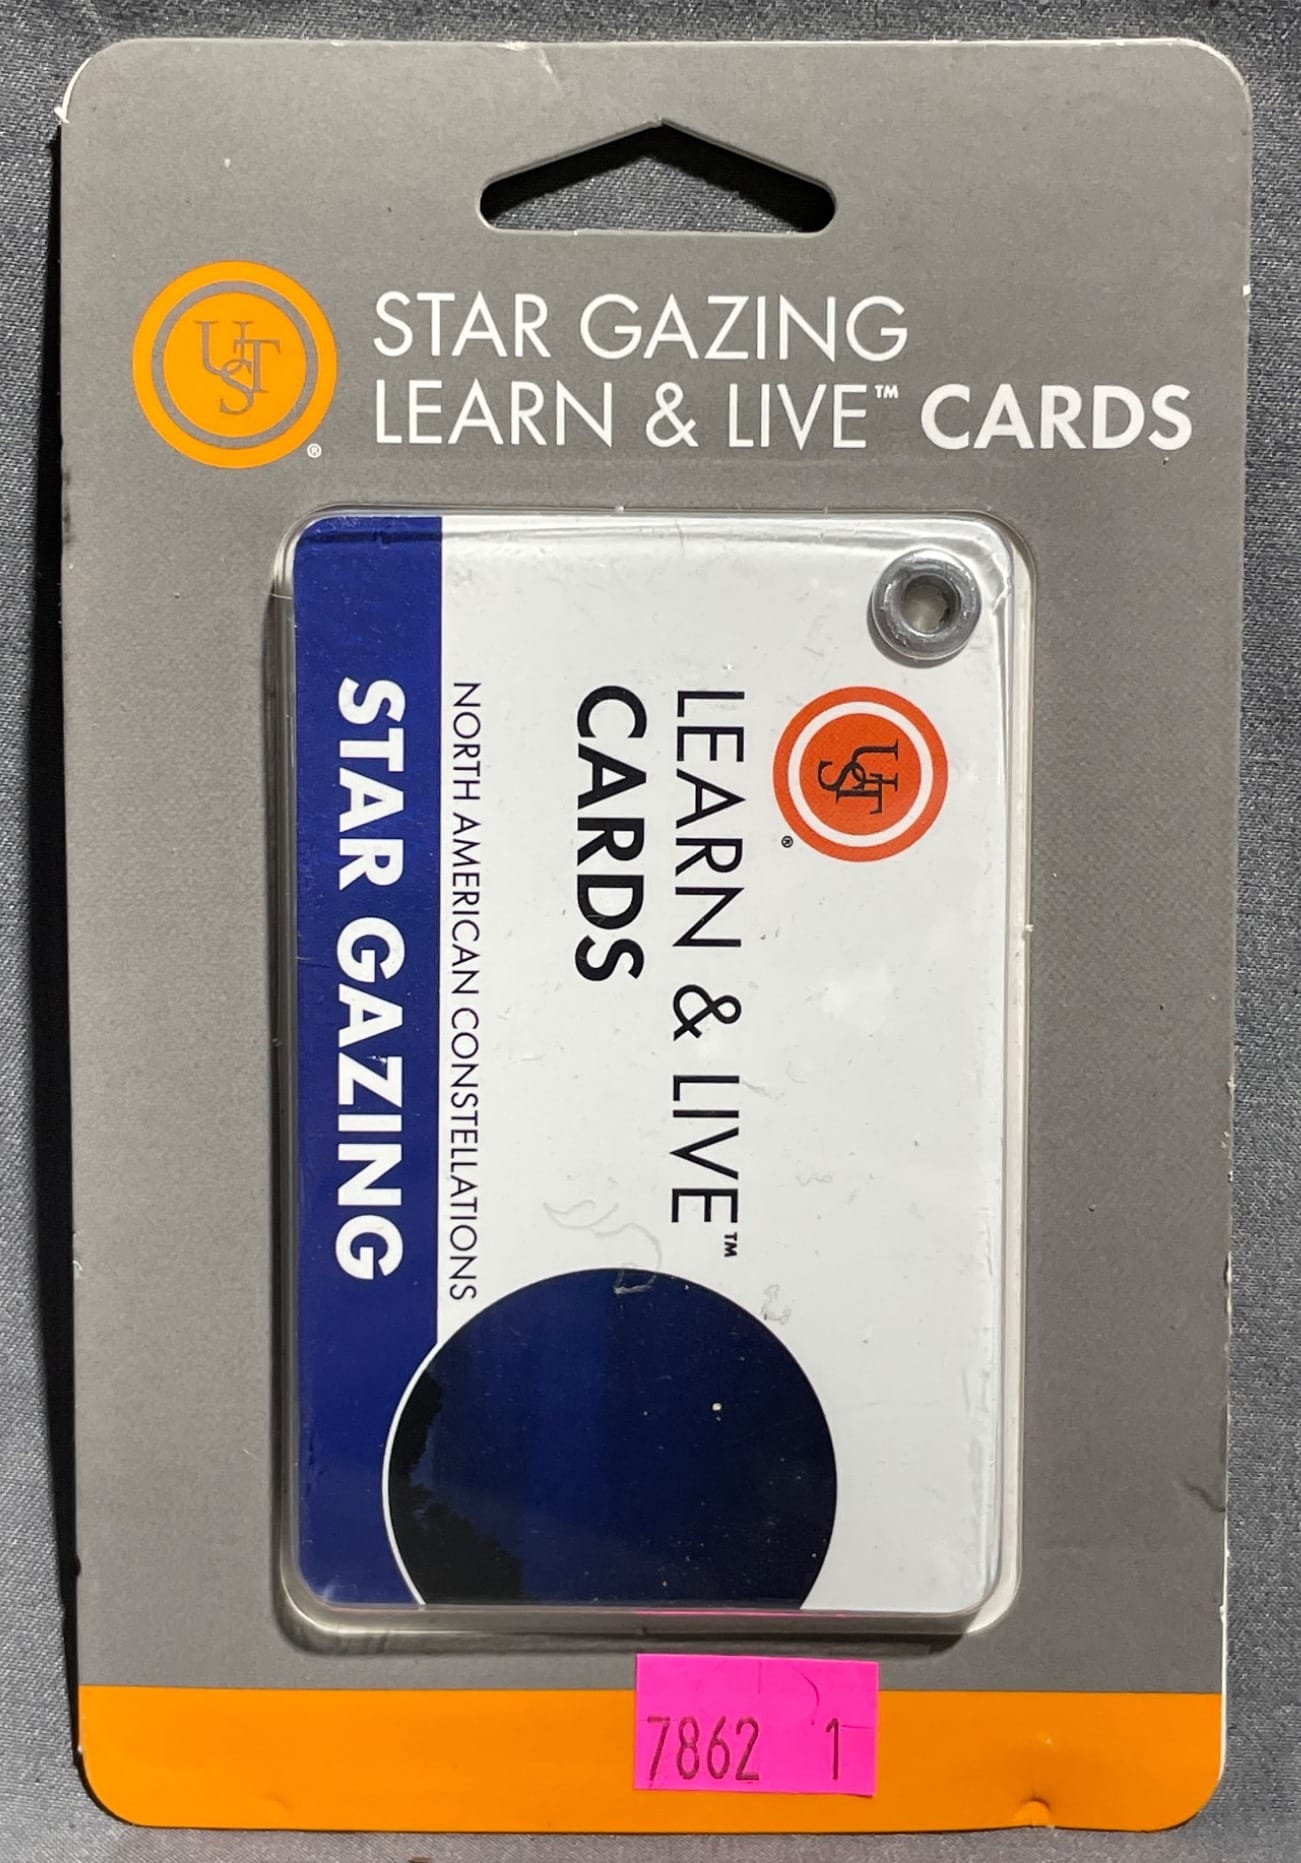 UST
®
STAR GAZING
LEARN & LIVE™ CARDS
UST
®
LEARN & LIVE™
CARDS
NORTH AMERICAN CONSTELLATIONS
STAR GAZING
7862 1